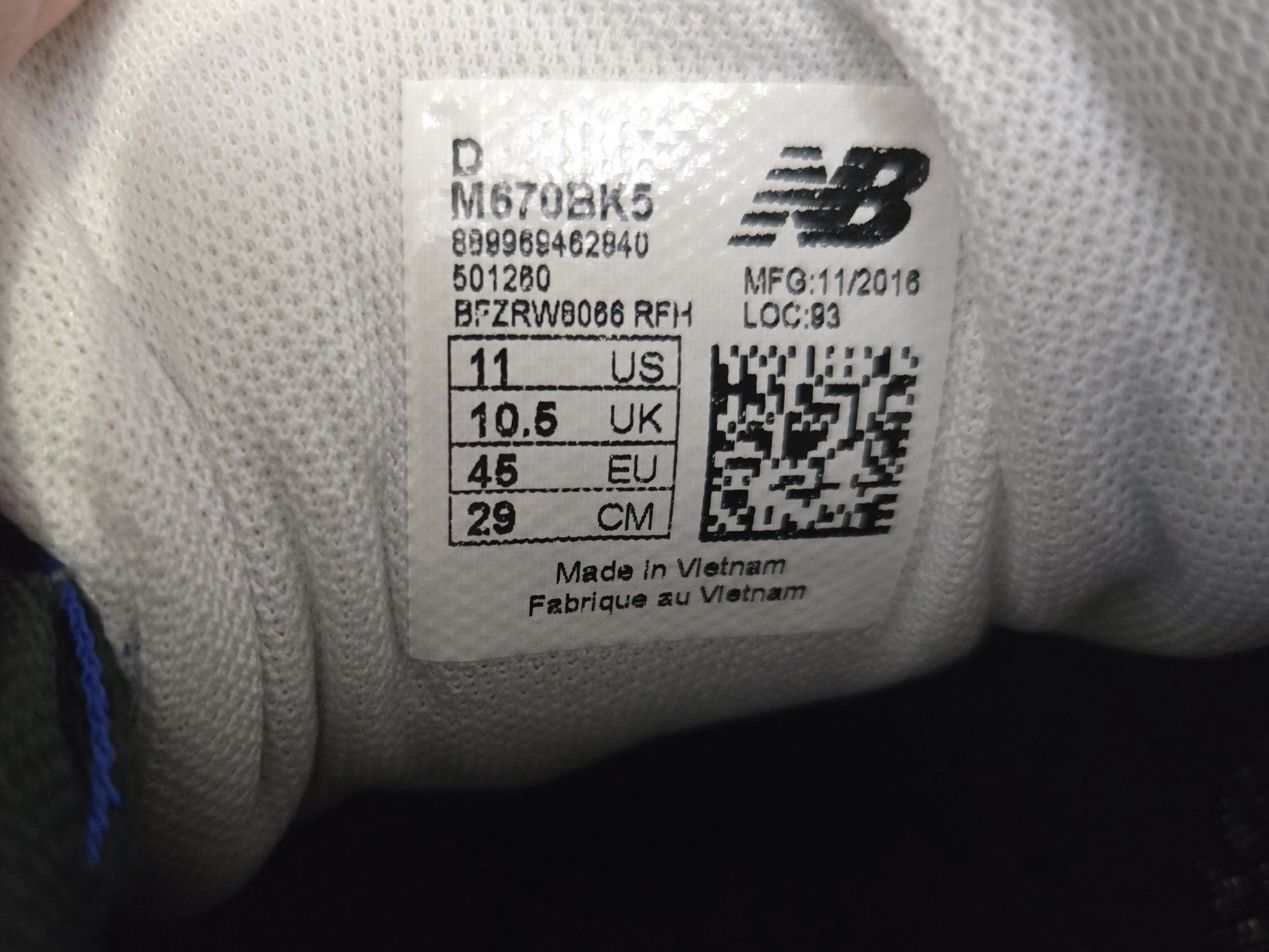 D
M670BK5
889969462840
501260
BFZRW8066 RFH
NB
MFG:11/2016
LOC:93
11 US
10.5 UK
45 EU
29 CM
Made in Vietnam
Fabrique au Vietnam